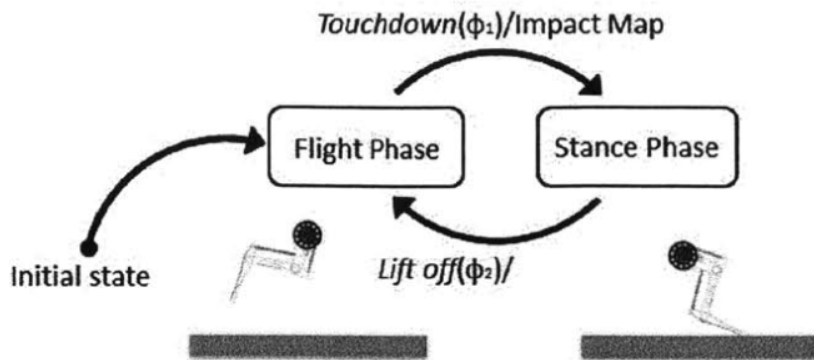 Touchdown(ϕ₁)/Impact Map
Flight Phase
Stance Phase
Initial state
Lift off(ϕ₂)/